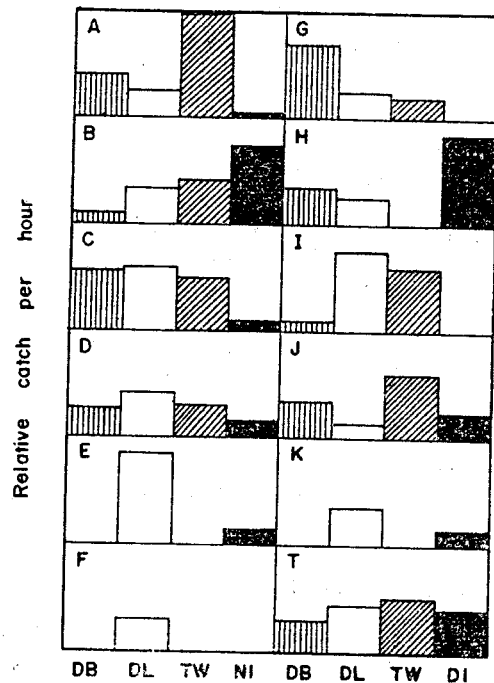 A G
B H
C I
D J
E K
F T
Relative catch per hour
DB DL TW NI DB DL TW DI